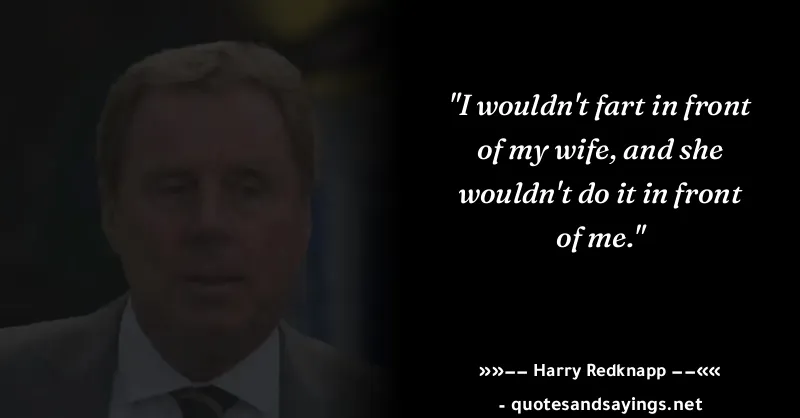 "I wouldn't fart in front
of my wife, and she
wouldn't do it in front
of me."
»»−− Harry Redknapp −−««
- quotesandsayings.net